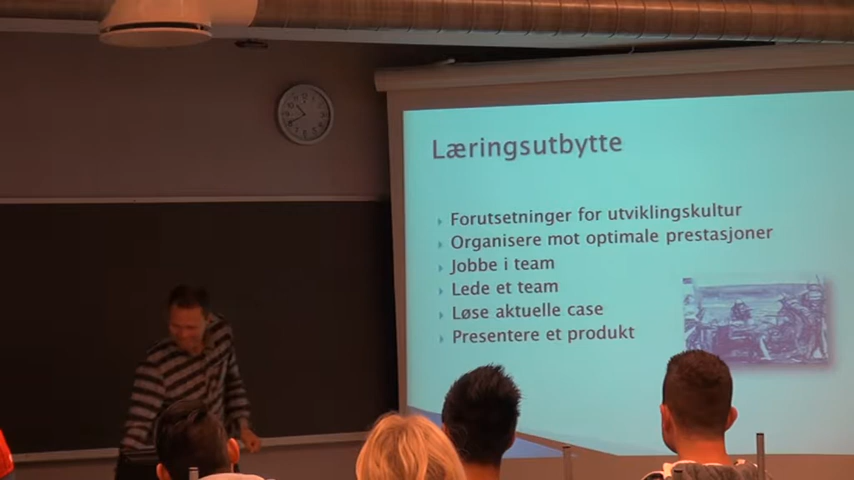 Læringsutbytte
Forutsetninger for utviklingskultur
Organisere mot optimale prestasjoner
Jobbe i team
Lede et team
Løse aktuelle case
Presentere et produkt